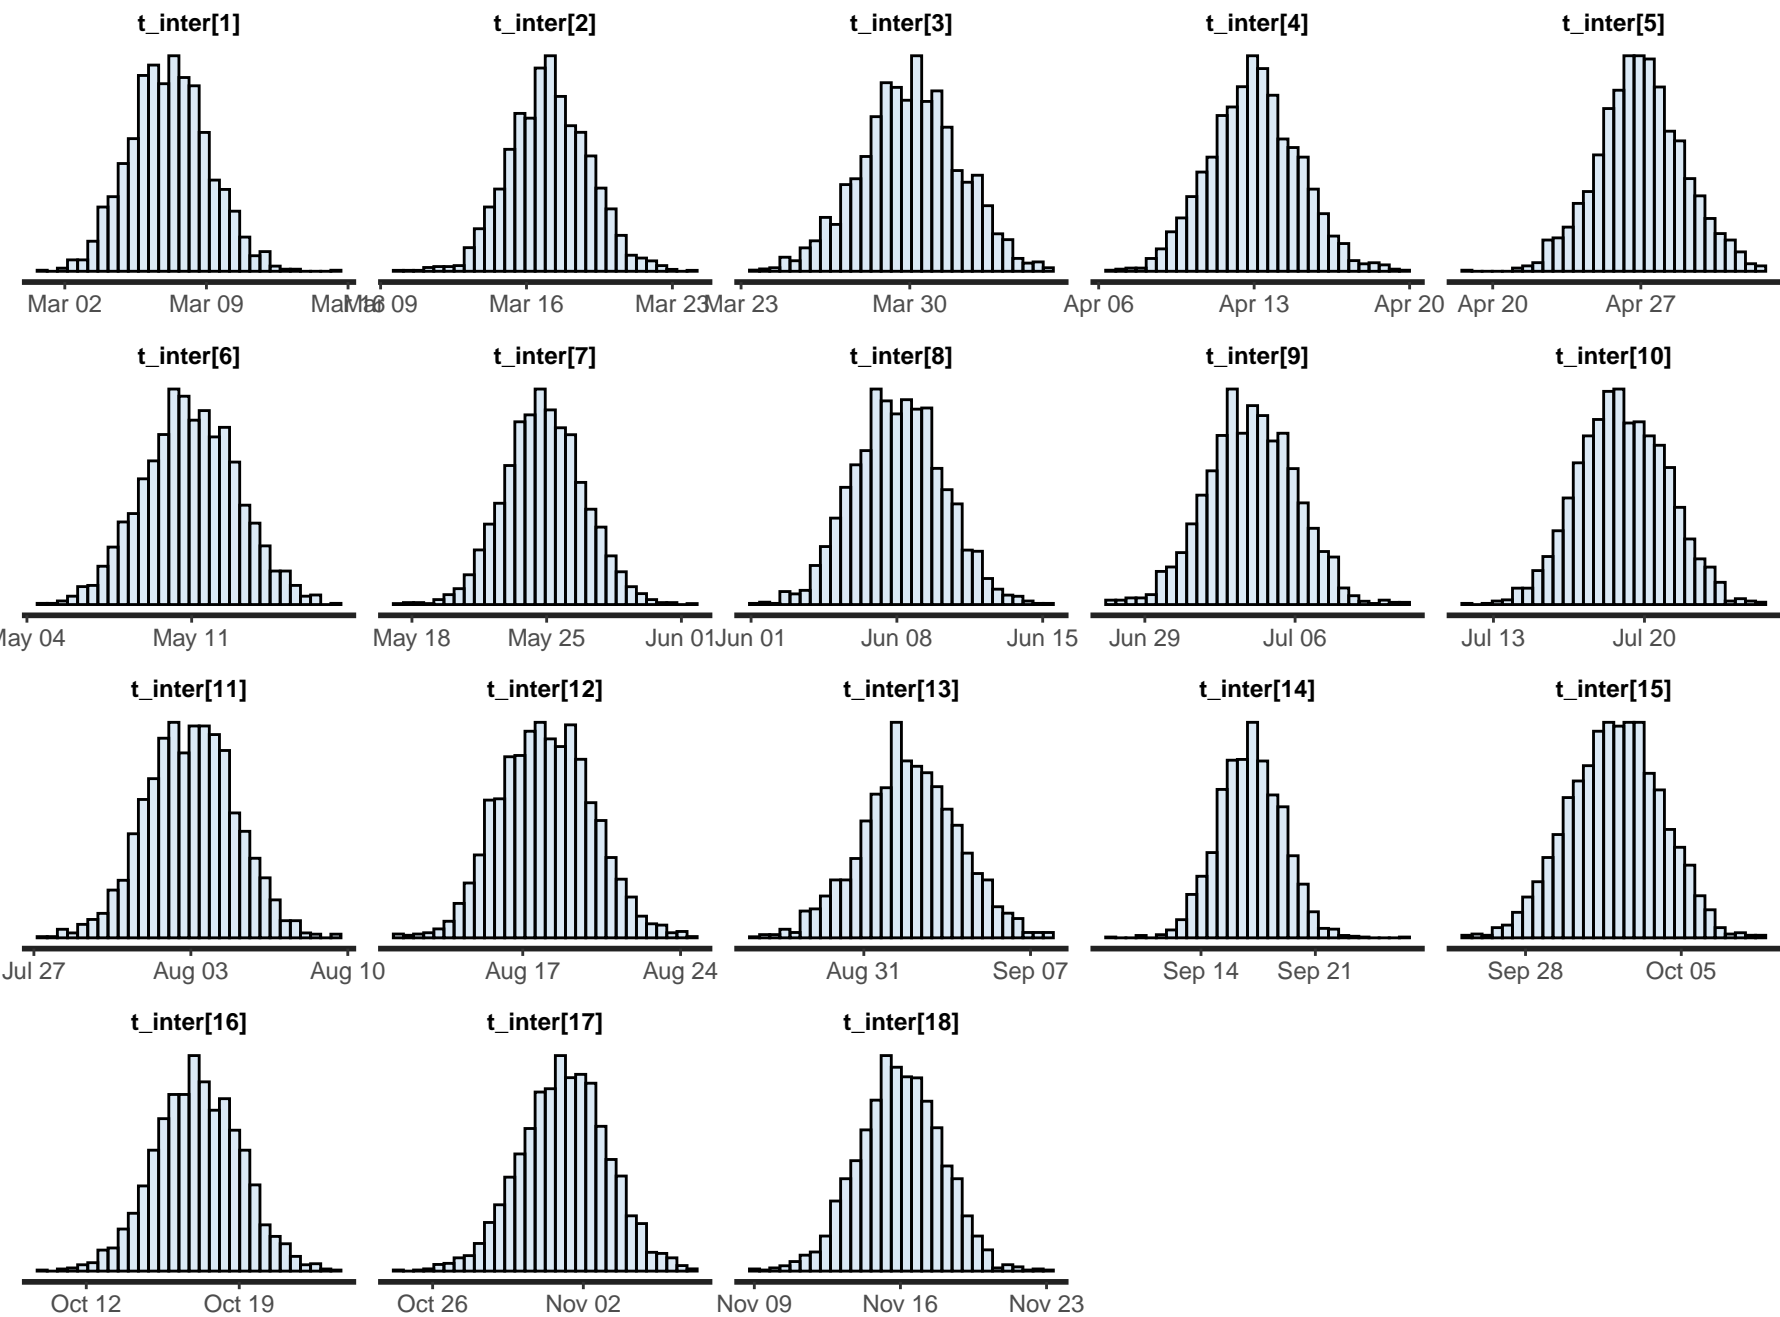 t_inter[1] t_inter[2] t_inter[3] t_inter[4] t_inter[5]
Mar 02 Mar 09 Mar 16 Mar 09 Mar 16 Mar 23 Mar 23 Mar 30 Apr 06 Apr 13 Apr 20 Apr 20 Apr 27
t_inter[6] t_inter[7] t_inter[8] t_inter[9] t_inter[10]
May 04 May 11 May 18 May 25 Jun 01 Jun 01 Jun 08 Jun 15 Jun 29 Jul 06 Jul 13 Jul 20
t_inter[11] t_inter[12] t_inter[13] t_inter[14] t_inter[15]
Jul 27 Aug 03 Aug 10 Aug 17 Aug 24 Aug 31 Sep 07 Sep 14 Sep 21 Sep 28 Oct 05
t_inter[16] t_inter[17] t_inter[18]
Oct 12 Oct 19 Oct 26 Nov 02 Nov 09 Nov 16 Nov 23